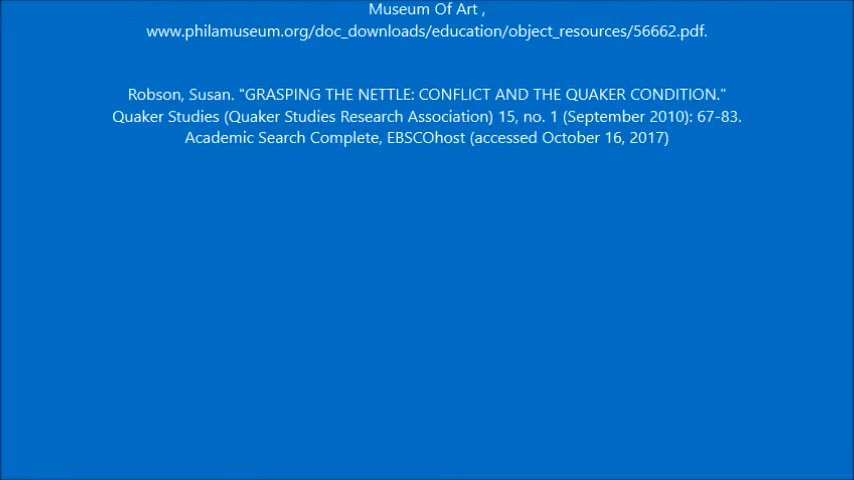 Museum Of Art ,
www.philamuseum.org/doc_downloads/education/object_resources/56662.pdf.
Robson, Susan. "GRASPING THE NETTLE: CONFLICT AND THE QUAKER CONDITION."
Quaker Studies (Quaker Studies Research Association) 15, no. 1 (September 2010): 67-83.
Academic Search Complete, EBSCOhost (accessed October 16, 2017)